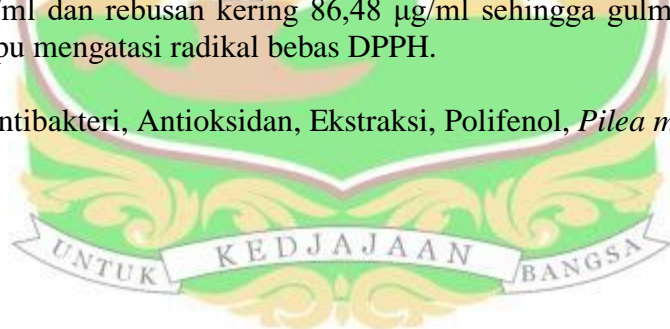 /ml dan rebusan kering 86,48 μg/ml sehingga gulm
pu mengatasi radikal bebas DPPH.
ntibakteri, Antioksidan, Ekstraksi, Polifenol, Pilea m
UNTUK KEDJAJAAN BANGSA